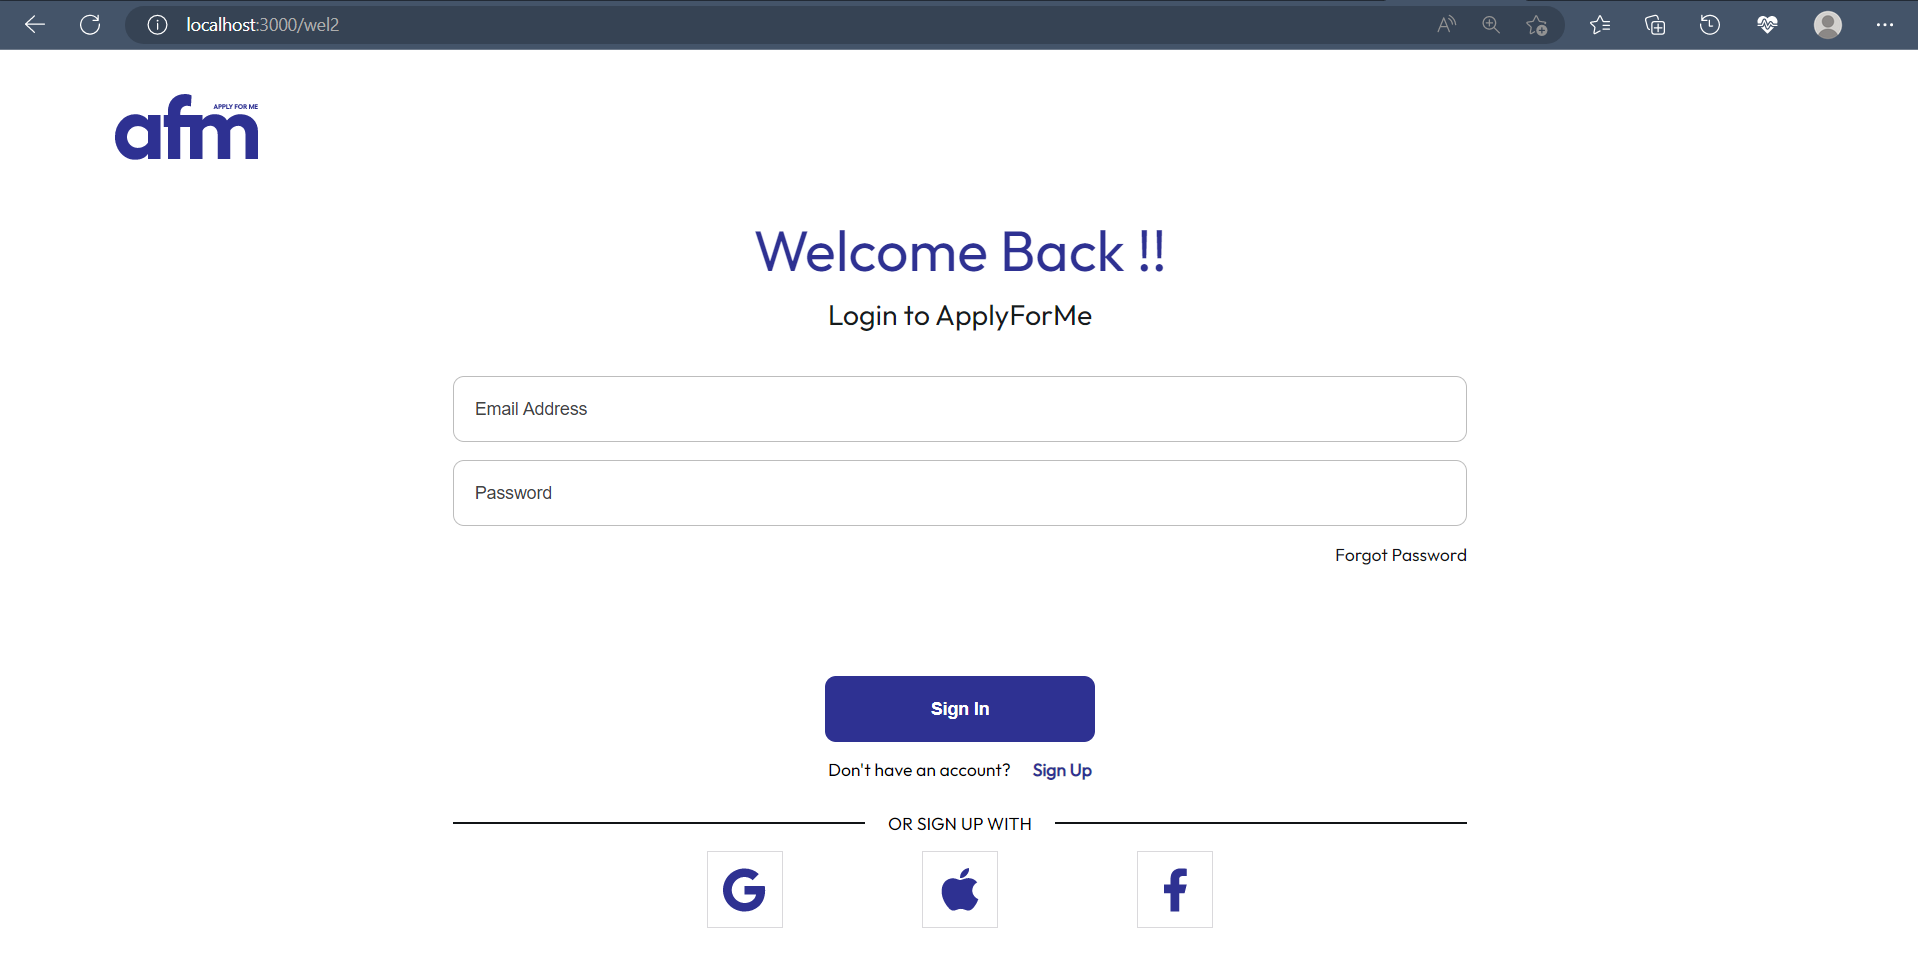 localhost:3000/wel2
APPLY FOR ME
afm
Welcome Back !!
Login to ApplyForMe
Email Address
Password
Forgot Password
Sign In
Don't have an account? Sign Up
OR SIGN UP WITH